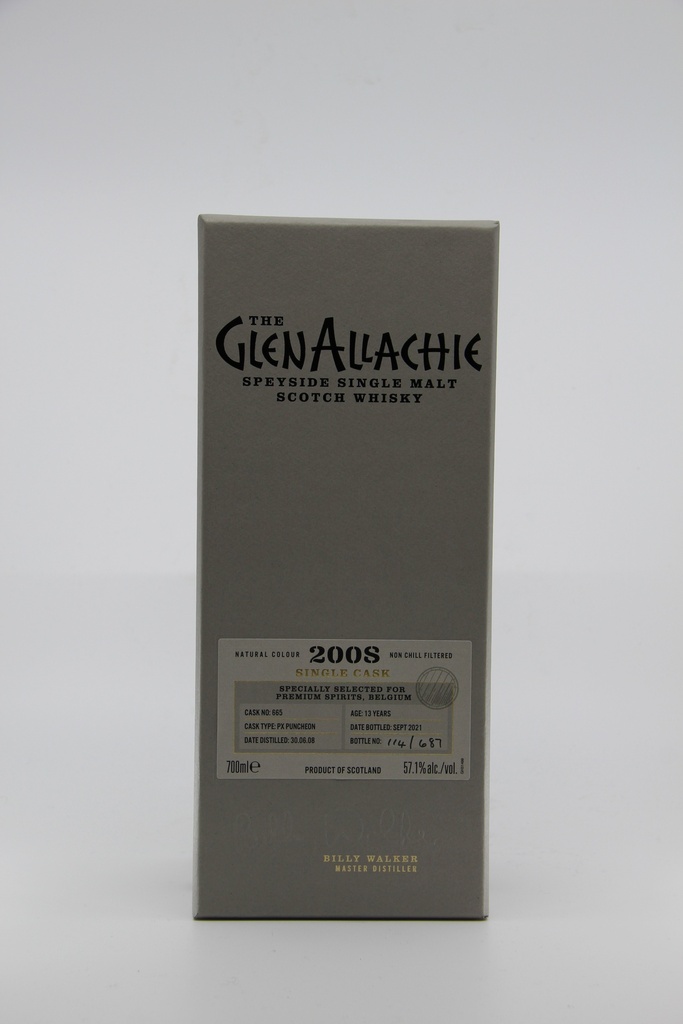 THE
GLENALLACHIE
SPEYSIDE SINGLE MALT
SCOTCH WHISKY
NATURAL COLOUR 2008 NON CHILL FILTERED
SINGLE CASK
SPECIALLY SELECTED FOR
PREMIUM SPIRITS, BELGIUM
CASK NO: 665 AGE: 13 YEARS
CASK TYPE: PX PUNCHEON DATE BOTTLED: SEPT 2021
DATE DISTILLED: 30.06.08 BOTTLE NO: 114/687
700ml℮ PRODUCT OF SCOTLAND 57.1% alc./vol.
BILLY WALKER
MASTER DISTILLER